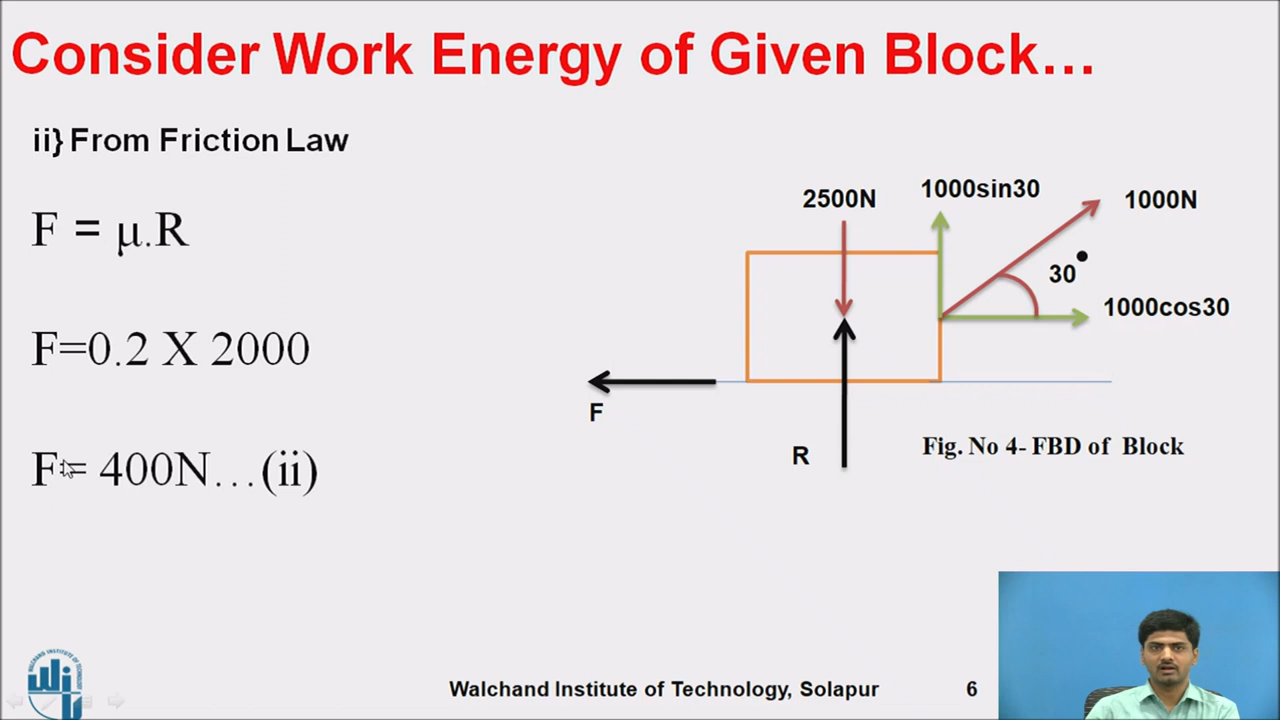 Consider Work Energy of Given Block…
ii} From Friction Law
F = μ.R
F=0.2 X 2000
F= 400N…(ii)
2500N
1000sin30
1000N
30
1000cos30
F
R
Fig. No 4- FBD of Block
Walchand Institute of Technology, Solapur
6